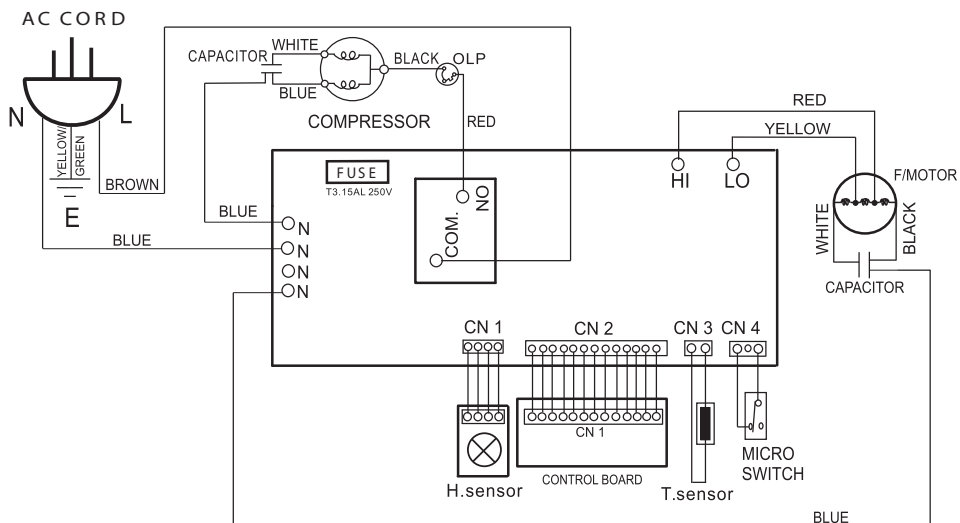 AC CORD
N
L
YELLOW/
GREEN
E
BROWN
CAPACITOR
WHITE
BLUE
COMPRESSOR
BLACK
OLP
RED
RED
YELLOW
F/MOTOR
WHITE
BLACK
CAPACITOR
FUSE
T3.15AL 250V
HI
LO
NO
COM.
BLUE
N
BLUE
N
N
N
CN 1
CN 2
CN 3
CN 4
CN 1
H.sensor
CONTROL BOARD
T.sensor
MICRO
SWITCH
BLUE